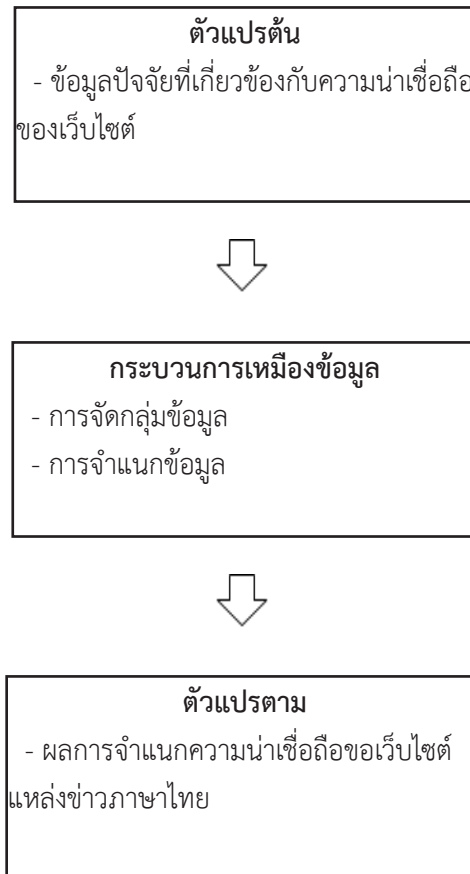 ตัวแปรต้น
- ข้อมูลปัจจัยที่เกี่ยวข้องกับความน่าเชื่อถือ
ของเว็บไซต์
กระบวนการเหมืองข้อมูล
- การจัดกลุ่มข้อมูล
- การจำแนกข้อมูล
ตัวแปรตาม
- ผลการจำแนกความน่าเชื่อถือขอเว็บไซต์
แหล่งข่าวภาษาไทย